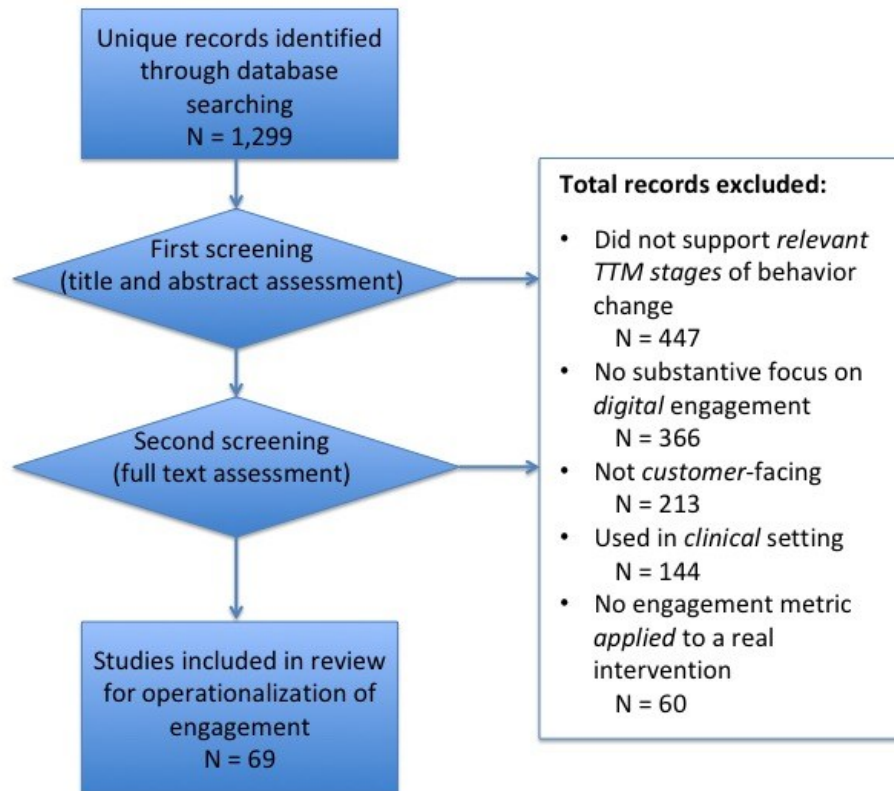 Unique records identified
through database
searching
N = 1,299
First screening
(title and abstract assessment)
Second screening
(full text assessment)
Studies included in review
for operationalization of
engagement
N = 69
Total records excluded:
• Did not support relevant
TTM stages of behavior
change
N = 447
• No substantive focus on
digital engagement
N = 366
• Not customer-facing
N = 213
• Used in clinical setting
N = 144
• No engagement metric
applied to a real
intervention
N = 60